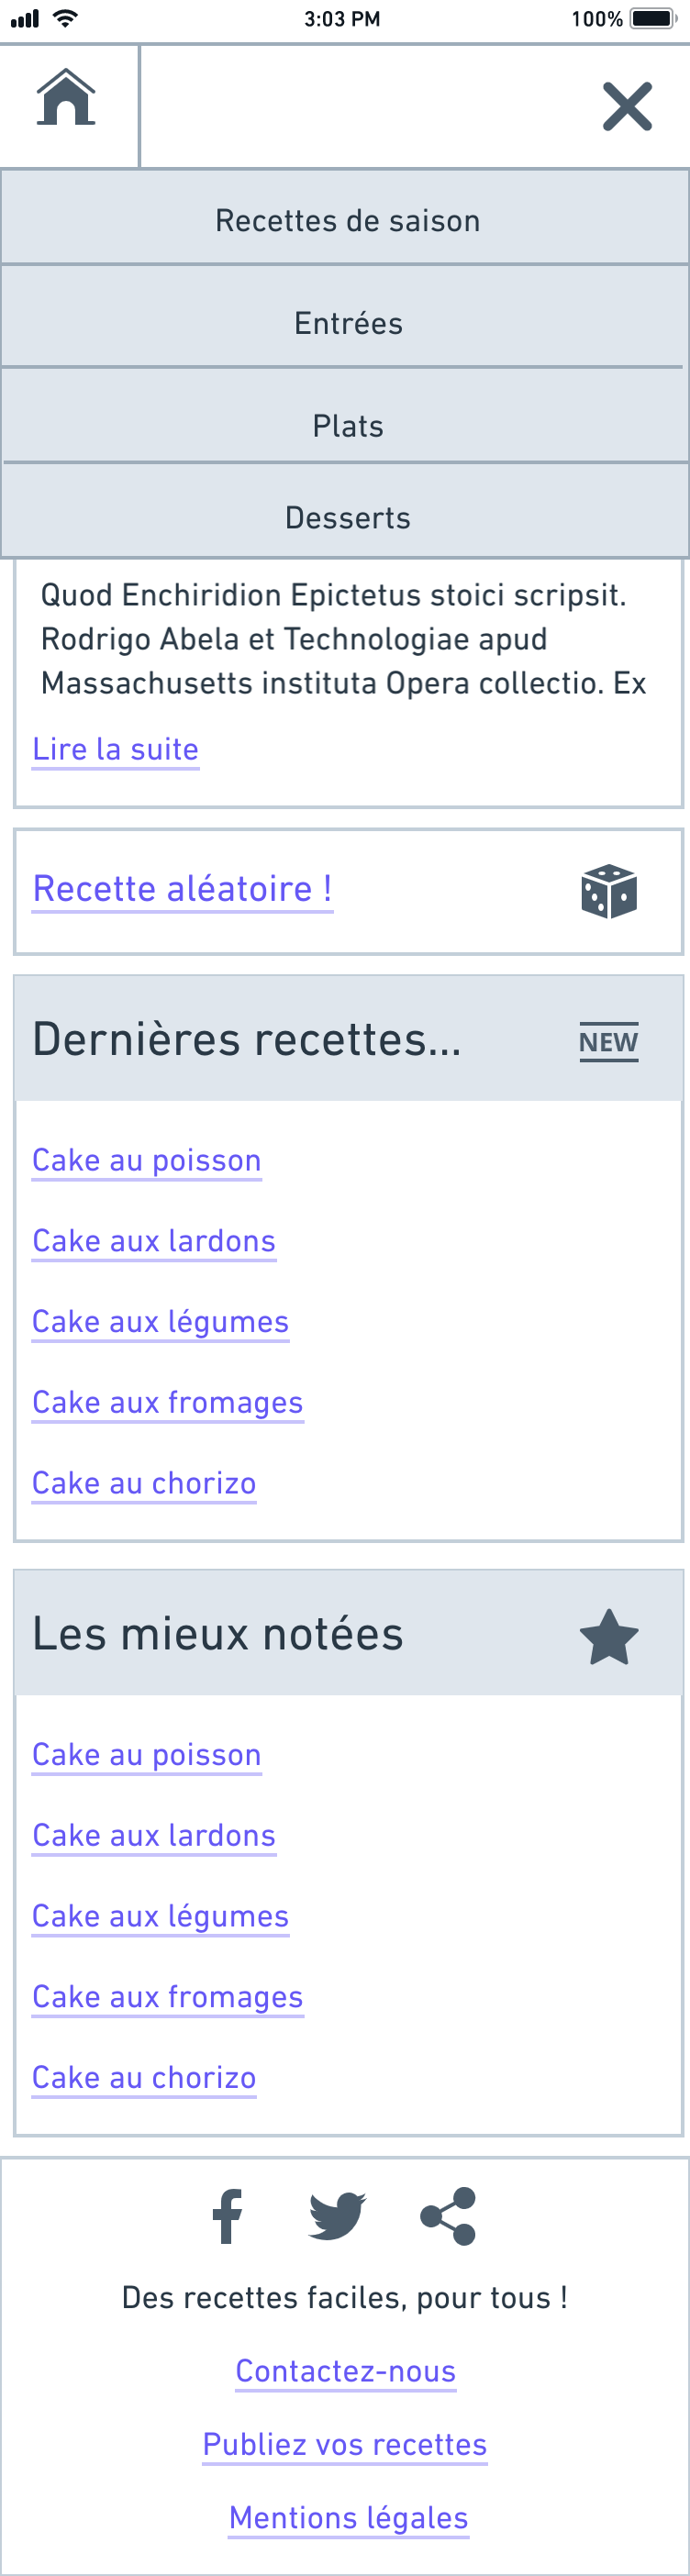 3:03 PM
100%
Recettes de saison
Entrées
Plats
Desserts
Quod Enchiridion Epictetus stoici scripsit.
Rodrigo Abela et Technologiae apud
Massachusetts instituta Opera collectio. Ex
Lire la suite
Recette aléatoire !
Dernières recettes...
NEW
Cake au poisson
Cake aux lardons
Cake aux légumes
Cake aux fromages
Cake au chorizo
Les mieux notées
Cake au poisson
Cake aux lardons
Cake aux légumes
Cake aux fromages
Cake au chorizo
Des recettes faciles, pour tous !
Contactez-nous
Publiez vos recettes
Mentions légales